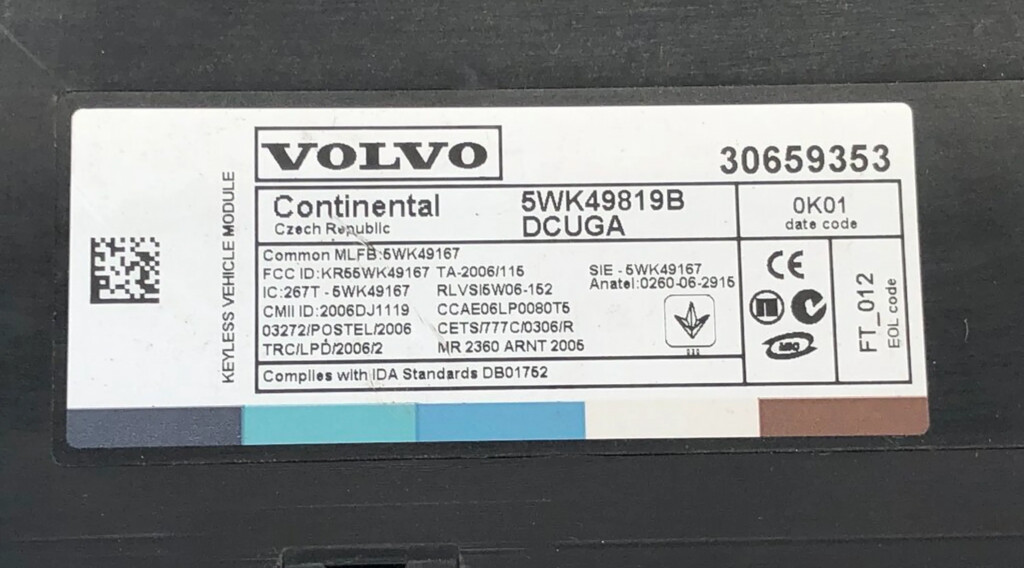 VOLVO
30659353
KEYLESS VEHICLE MODULE
Continental
Czech Republic
5WK49819B
DCUGA
0K01
date code
Common MLFB:5WK49167
FCC ID:KR55WK49167 TA-2006/115
IC:267T-5WK49167 RLVSI5W06-152
CMII ID:2006DJ1119 CCAE06LP0080T5
03272/POSTEL/2006 CETS/777C/0306/R
TRC/LPD/2006/2 MR 2360 ARNT 2005
SIE-5WK49167
Anatel:0260-06-2915
Complies with IDA Standards DB01752
CE
FT_012
EOL code